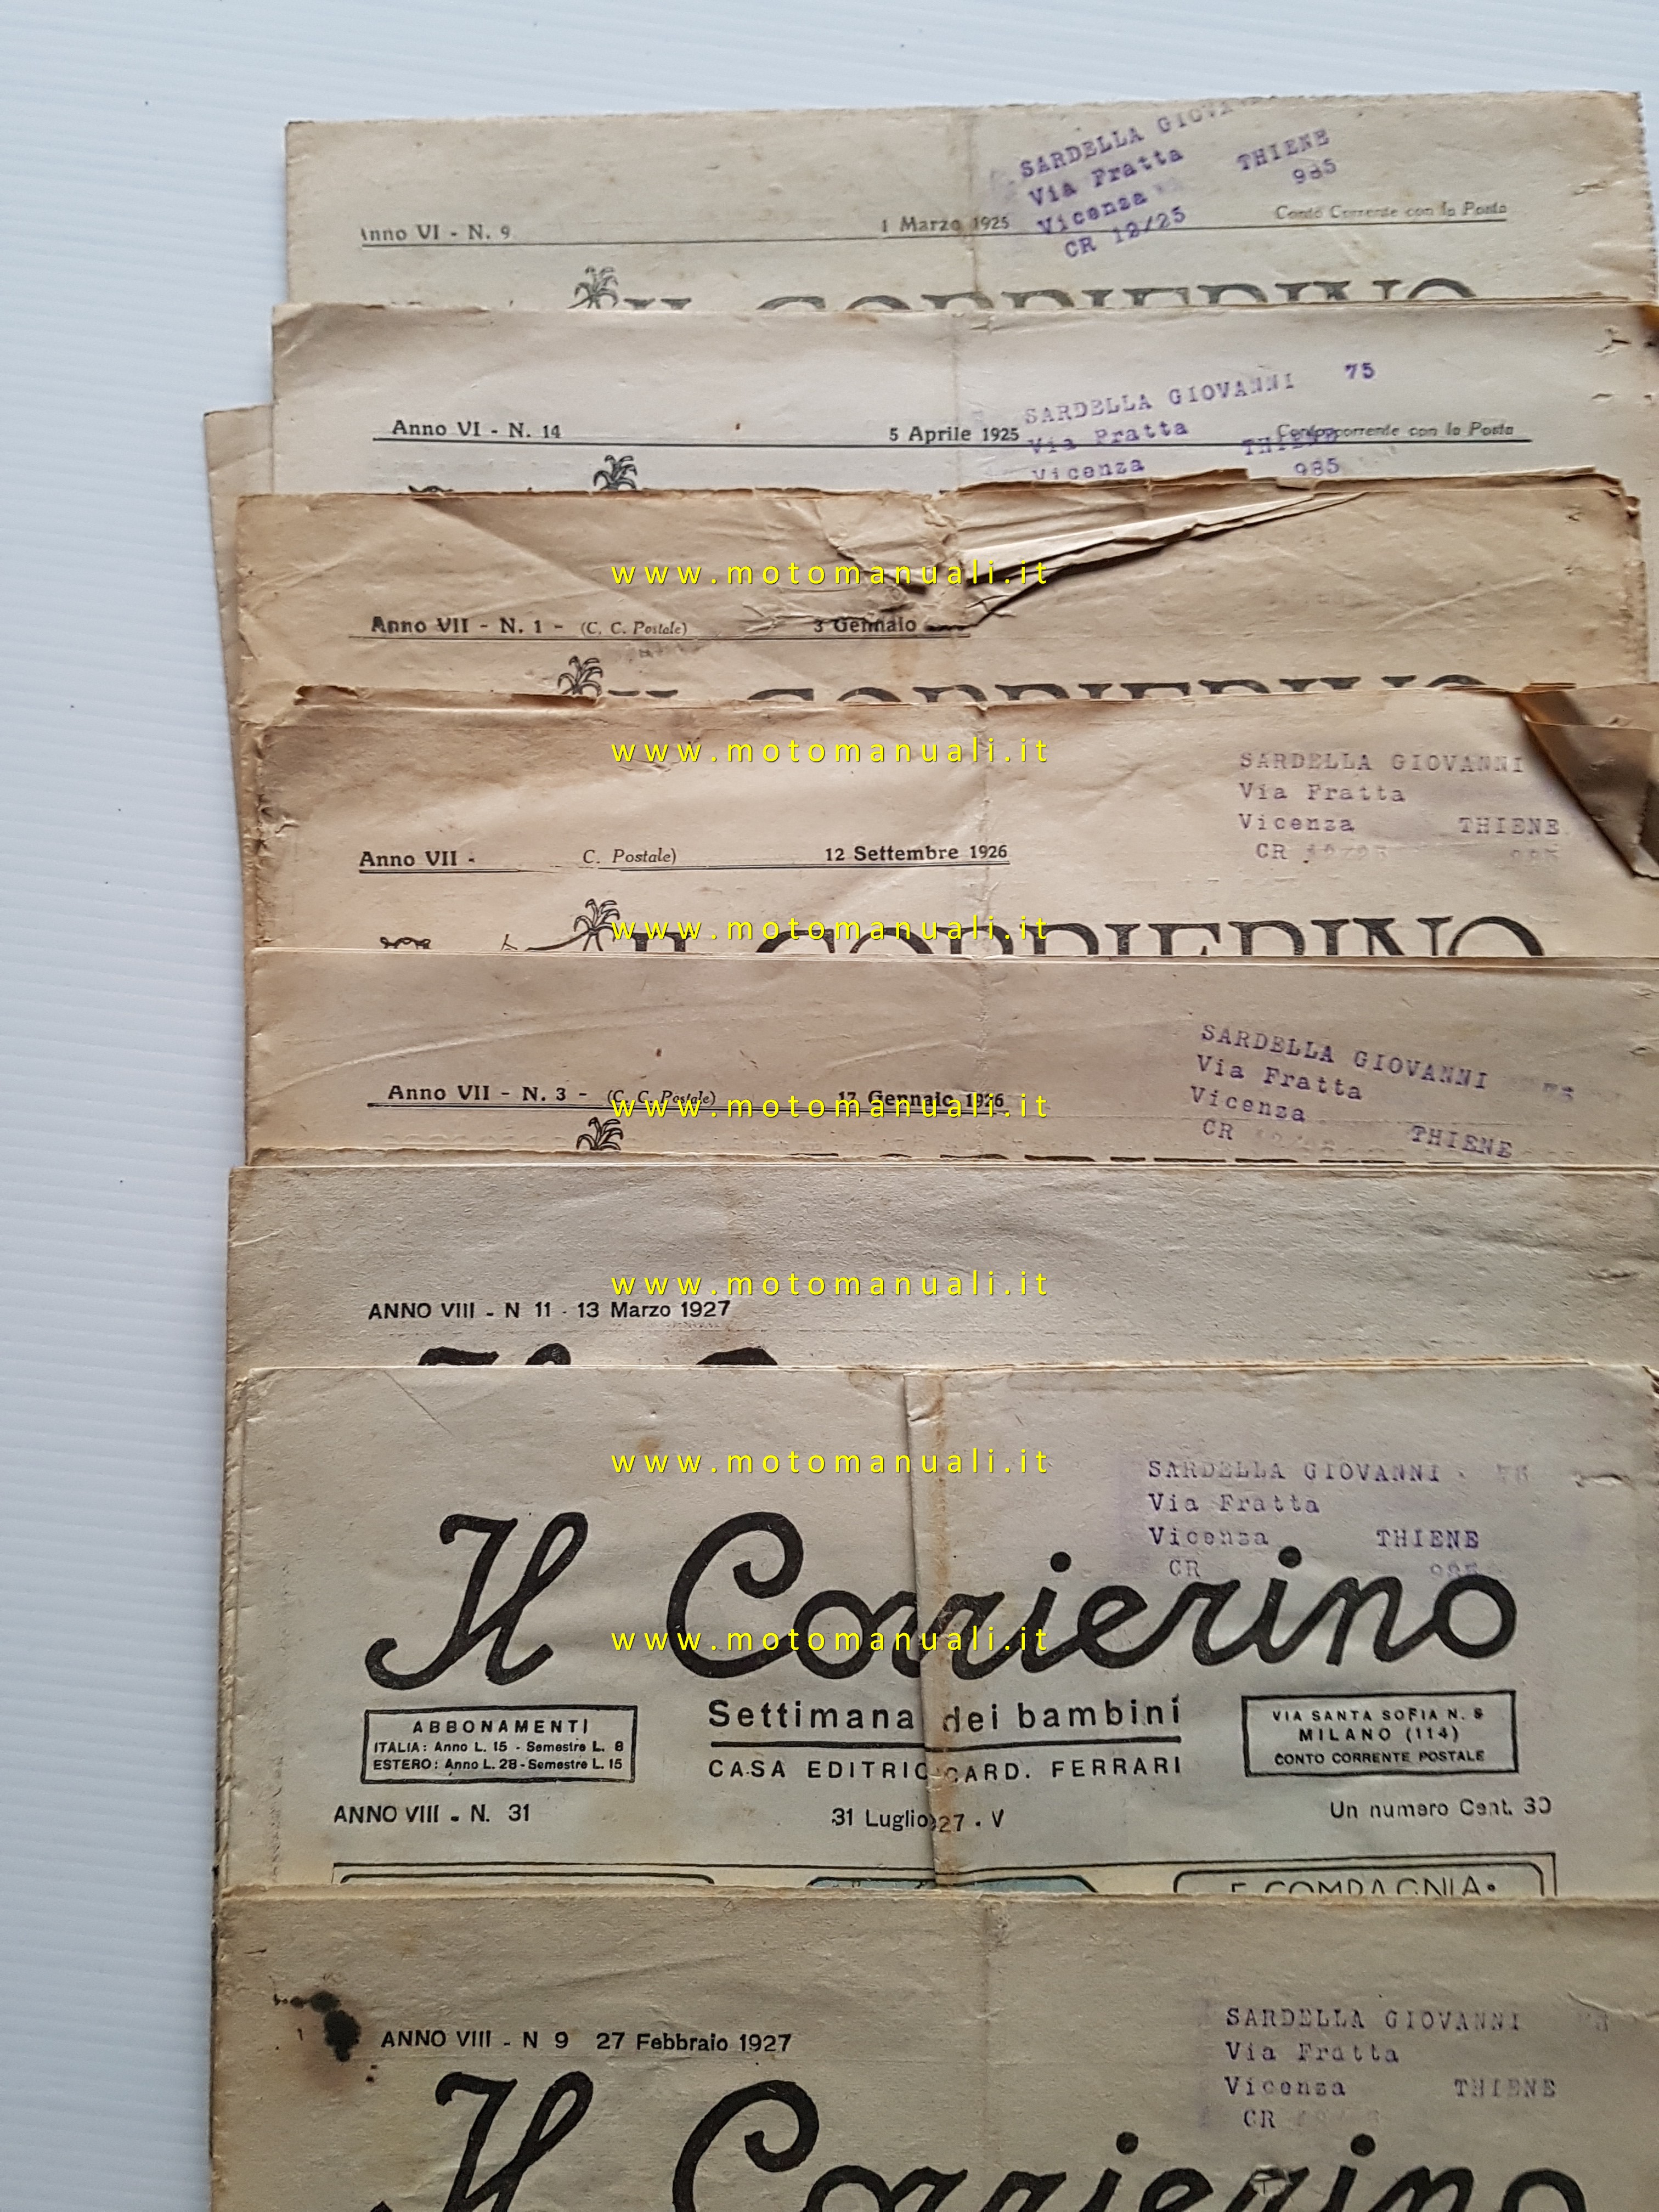 SARDELLA
Via Fratta THIENE
Vicenza 985
CR 12/25
Anno VI - N. 9 1 Marzo 1925 Conto Corrente con la Posta
IL CORRIERINO
SARDELLA GIOVANNI 75
Anno VI - N. 14 5 Aprile 1925 Via Fratta THIENE Conto corrente con la Posta
Vicenza 985
www.motomanuali.it
Anno VII - N. 1 - (C. C. Postale) 3 Gennaio
IL CORRIERINO
www.motomanuali.it
SARDELLA GIOVANNI
Via Fratta
Vicenza THIENE
CR
Anno VII - C. Postale) 12 Settembre 1926
www.motomanuali.it
IL CORRIERINO
SARDELLA GIOVANNI 75
Via Fratta
Vicenza
CR THIENE
Anno VII - N. 3 - (C. C. Postale) 17 Gennaio 1926
www.motomanuali.it
www.motomanuali.it
ANNO VIII - N 11 - 13 Marzo 1927
www.motomanuali.it
SARDELLA GIOVANNI
Via Fratta
Vicenza THIENE
CR
Il Corrierino
www.motomanuali.it
Settimana dei bambini
CASA EDITRIC CARD. FERRARI
ABBONAMENTI
ITALIA: Anno L. 15 - Semestre L. 8
ESTERO: Anno L. 28 - Semestre L. 15
VIA SANTA SOFIA N. 5
MILANO (114)
CONTO CORRENTE POSTALE
ANNO VIII - N. 31 31 Luglio 27 - V Un numero Cent. 30
E COMPAGNIA
SARDELLA GIOVANNI
Via Fratta
Vicenza THIENE
CR
ANNO VIII - N 9 27 Febbraio 1927
Il Corrierino